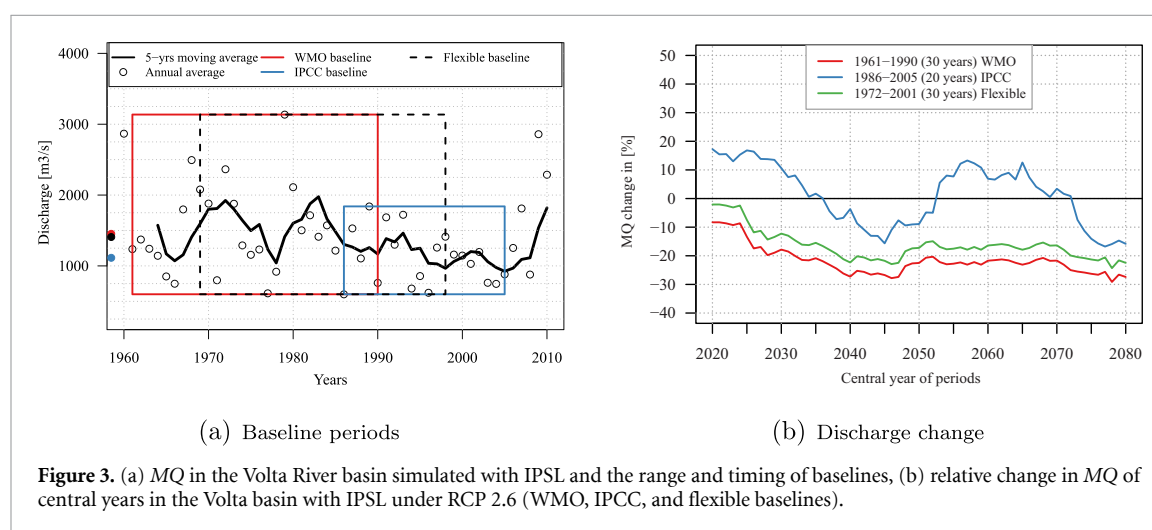 5−yrs moving average WMO baseline Flexible baseline
Annual average IPCC baseline
4000
3000
2000
1000
Discharge [m3/s]
1960 1970 1980 1990 2000 2010
Years
(a) Baseline periods
1961−1990 (30 years) WMO
1986−2005 (20 years) IPCC
1972−2001 (30 years) Flexible
50
40
30
20
10
0
−10
−20
−30
−40
MQ change in [%]
2020 2030 2040 2050 2060 2070 2080
Central year of periods
(b) Discharge change
Figure 3. (a) MQ in the Volta River basin simulated with IPSL and the range and timing of baselines, (b) relative change in MQ of
central years in the Volta basin with IPSL under RCP 2.6 (WMO, IPCC, and flexible baselines).